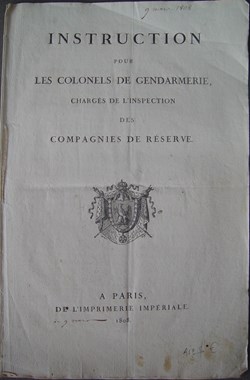 INSTRUCTION
POUR
LES COLONELS DE GENDARMERIE,
CHARGÉS DE L'INSPECTION
DES
COMPAGNIES DE RÉSERVE.
A PARIS,
DE L'IMPRIMERIE IMPÉRIALE.
1808.